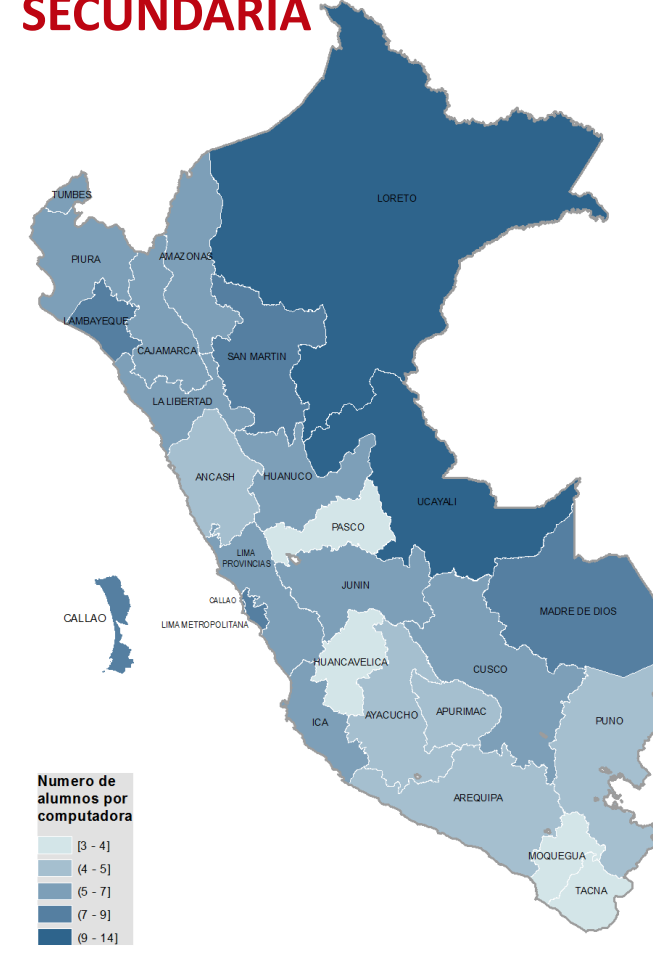 SECUNDARIA
LORETO
TUMBES
PIURA
AMAZONAS
LAMBAYEQUE
CAJAMARCA
SAN MARTIN
LA LIBERTAD
ANCASH
HUANUCO
UCAYALI
PASCO
LIMA
PROVINCIAS
JUNIN
CALLAO
MADRE DE DIOS
CALLAO
LIMA METROPOLITANA
HUANCAVELICA
CUSCO
ICA
AYACUCHO
APURIMAC
PUNO
AREQUIPA
MOQUEGUA
TACNA
Numero de
alumnos por
computadora
[3 - 4]
(4 - 5]
(5 - 7]
(7 - 9]
(9 - 14]